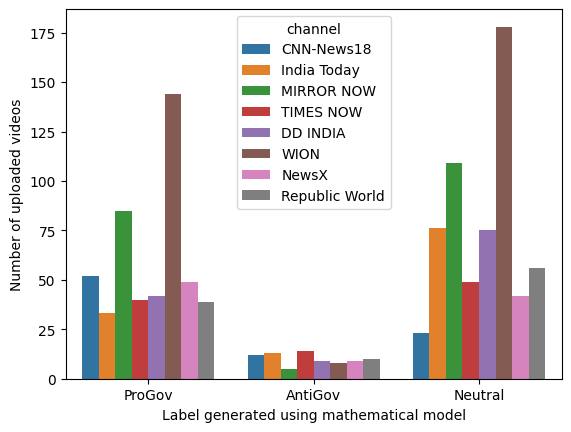 channel
CNN-News18
India Today
MIRROR NOW
TIMES NOW
DD INDIA
WION
NewsX
Republic World
Number of uploaded videos
175
150
125
100
75
50
25
0
ProGov AntiGov Neutral
Label generated using mathematical model